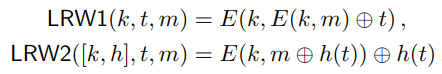 LRW1(k, t, m) = E(k, E(k, m) ⊕ t) ,
LRW2([k, h], t, m) = E(k, m ⊕ h(t)) ⊕ h(t)